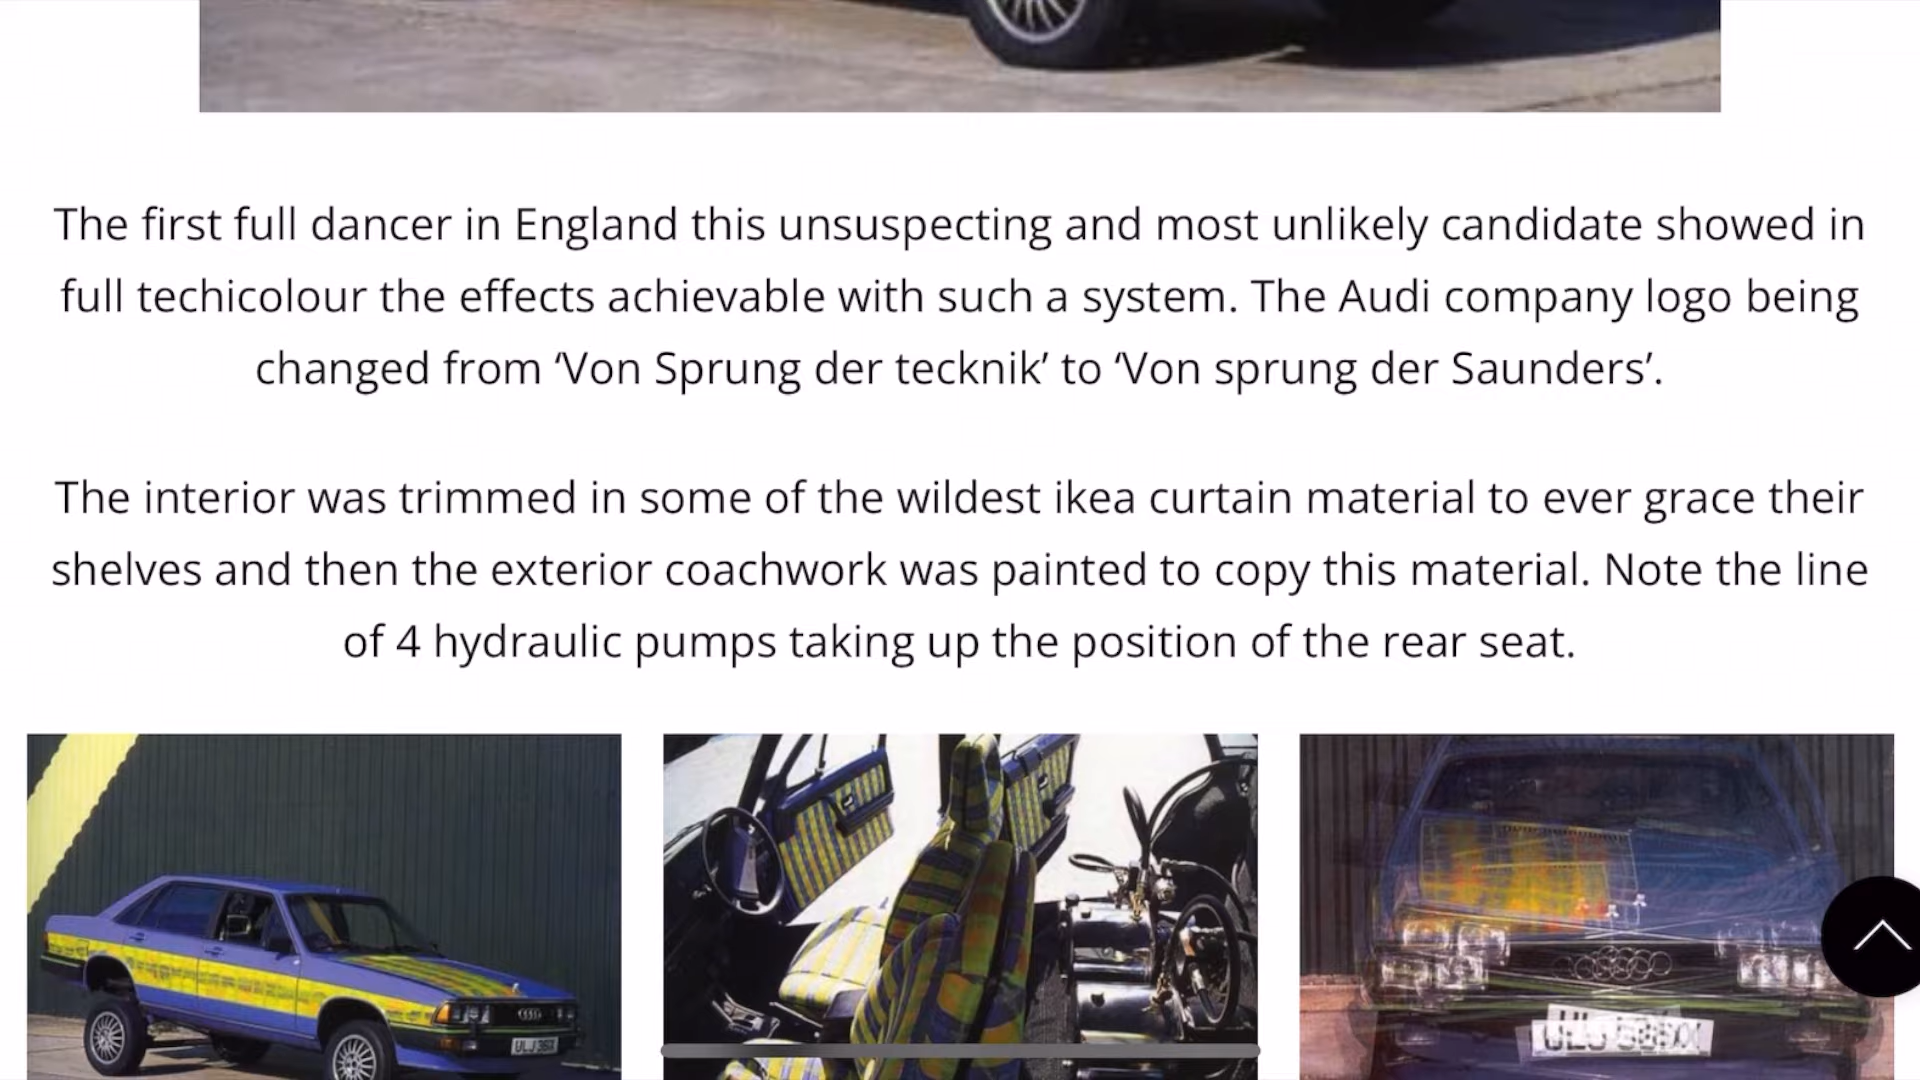 The first full dancer in England this unsuspecting and most unlikely candidate showed in
full techicolour the effects achievable with such a system. The Audi company logo being
changed from ‘Von Sprung der tecknik’ to ‘Von sprung der Saunders’.
The interior was trimmed in some of the wildest ikea curtain material to ever grace their
shelves and then the exterior coachwork was painted to copy this material. Note the line
of 4 hydraulic pumps taking up the position of the rear seat.